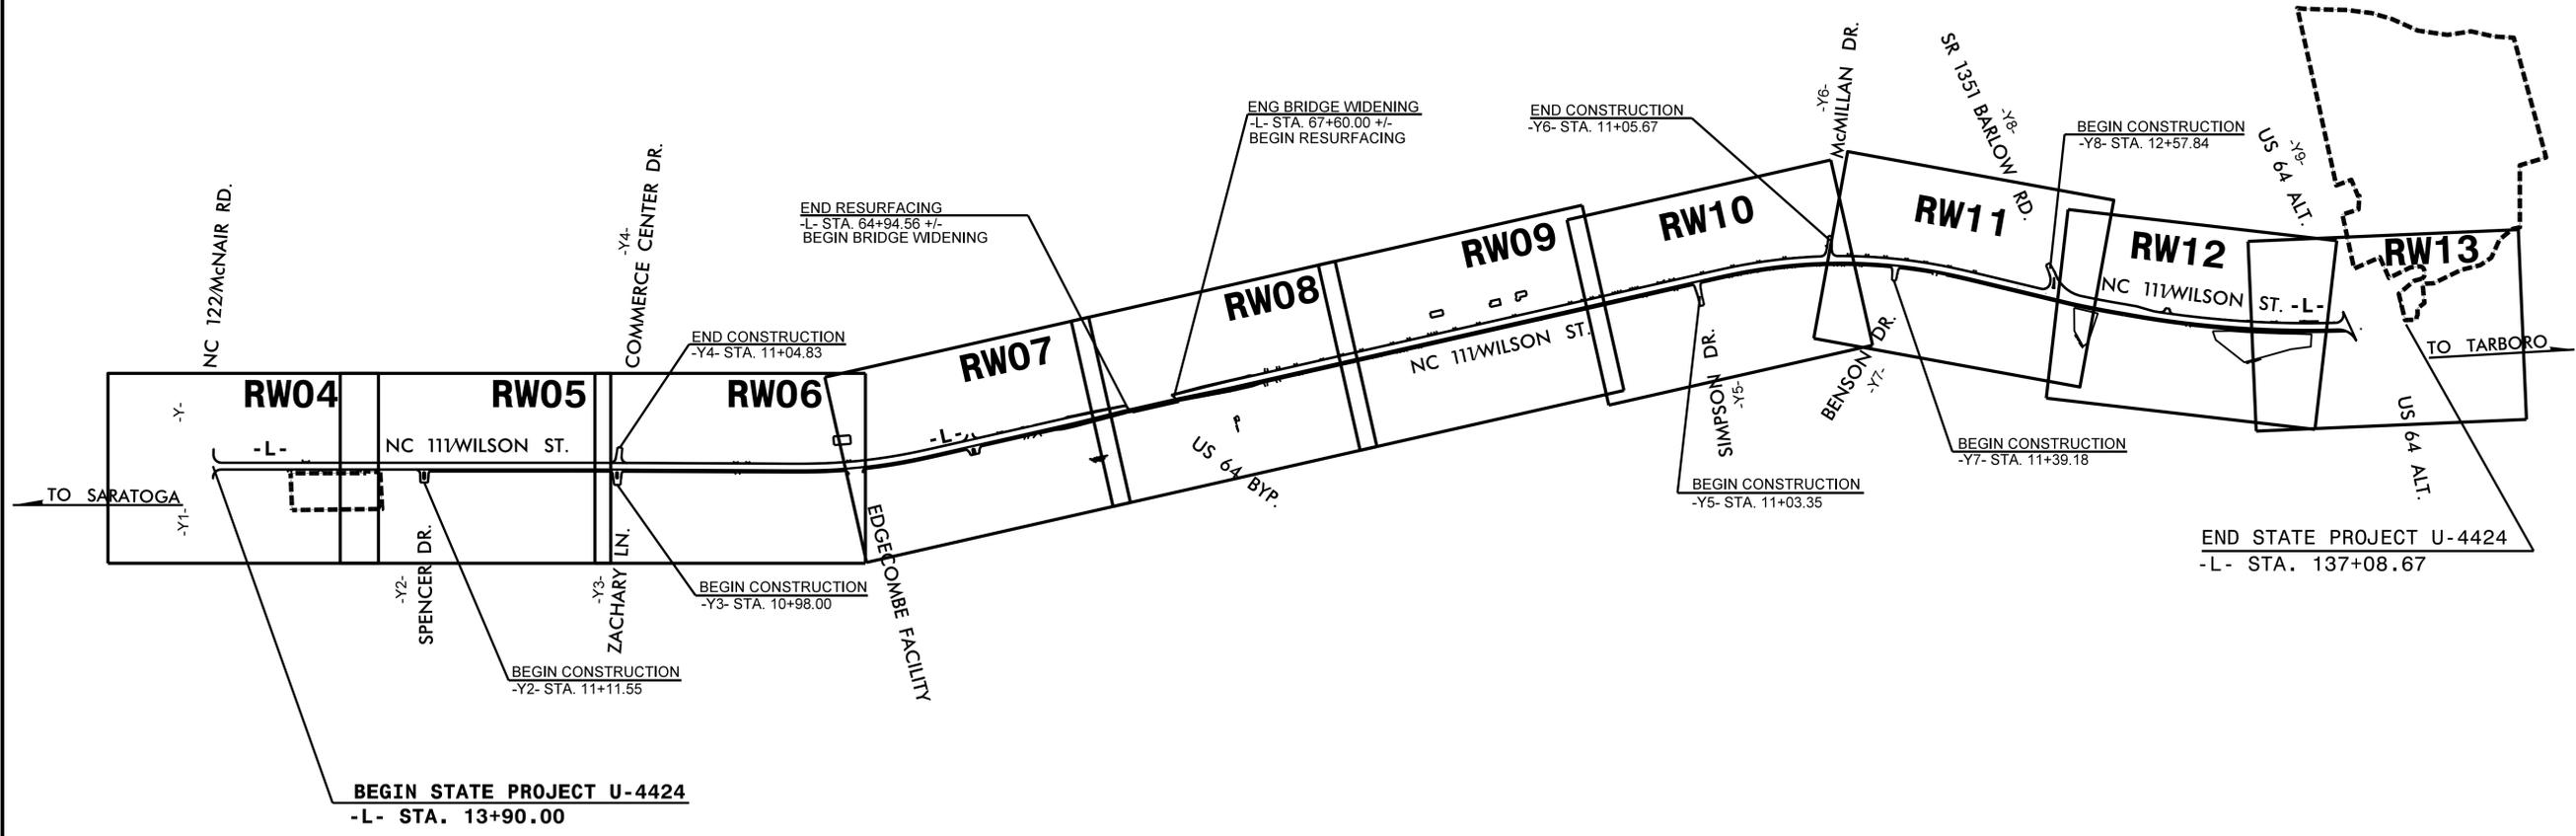 NC 122/McNAIR RD.
-Y-
-Y1-
TO SARATOGA
RW04
-L-
NC 111/WILSON ST.
RW05
-Y2-
SPENCER DR.
BEGIN CONSTRUCTION
-Y2- STA. 11+11.55
BEGIN STATE PROJECT U-4424
-L- STA. 13+90.00
-Y4-
COMMERCE CENTER DR.
END CONSTRUCTION
-Y4- STA. 11+04.83
RW06
-Y3-
ZACHARY LN.
BEGIN CONSTRUCTION
-Y3- STA. 10+98.00
EDGECOMBE FACILITY
RW07
-L-
END RESURFACING
-L- STA. 64+94.56 +/-
BEGIN BRIDGE WIDENING
ENG BRIDGE WIDENING
-L- STA. 67+60.00 +/-
BEGIN RESURFACING
RW08
US 64 BYP.
RW09
NC 111/WILSON ST.
END CONSTRUCTION
-Y6- STA. 11+05.67
RW10
-Y6-
McMILLAN DR.
SIMPSON DR.
-Y5-
BEGIN CONSTRUCTION
-Y5- STA. 11+03.35
BENSON DR.
-Y7-
BEGIN CONSTRUCTION
-Y7- STA. 11+39.18
RW11
SR 1351 BARLOW RD.
-Y8-
BEGIN CONSTRUCTION
-Y8- STA. 12+57.84
RW12
NC 111/WILSON ST. -L-
US 64 ALT.
-Y9-
RW13
TO TARBORO
US 64 ALT.
END STATE PROJECT U-4424
-L- STA. 137+08.67